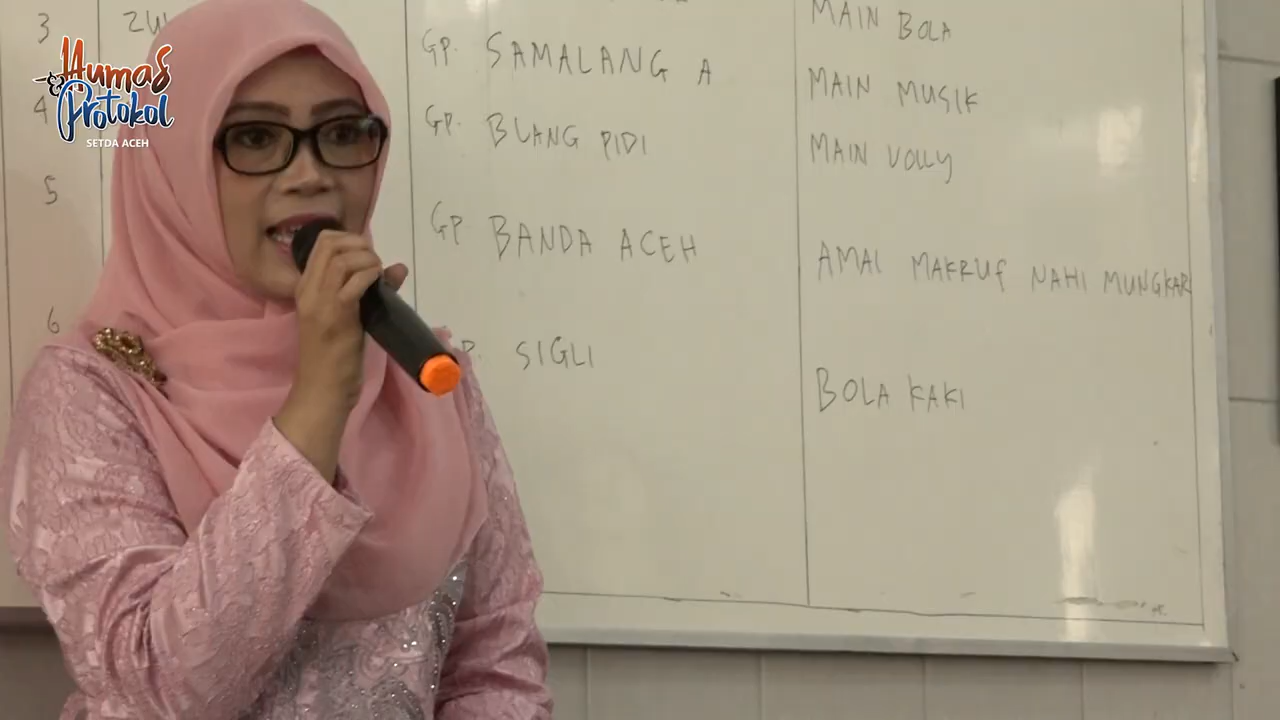 Humas
Protokol
SETDA ACEH
3 ZUL
MAIN BOLA
4 GP. SAMALANG A MAIN MUSIK
GP. BLANG PIDI MAIN VOLLY
5 GP BANDA ACEH AMAL MAKRUF NAHI MUNGKAR
6 SIGLI BOLA KAKI